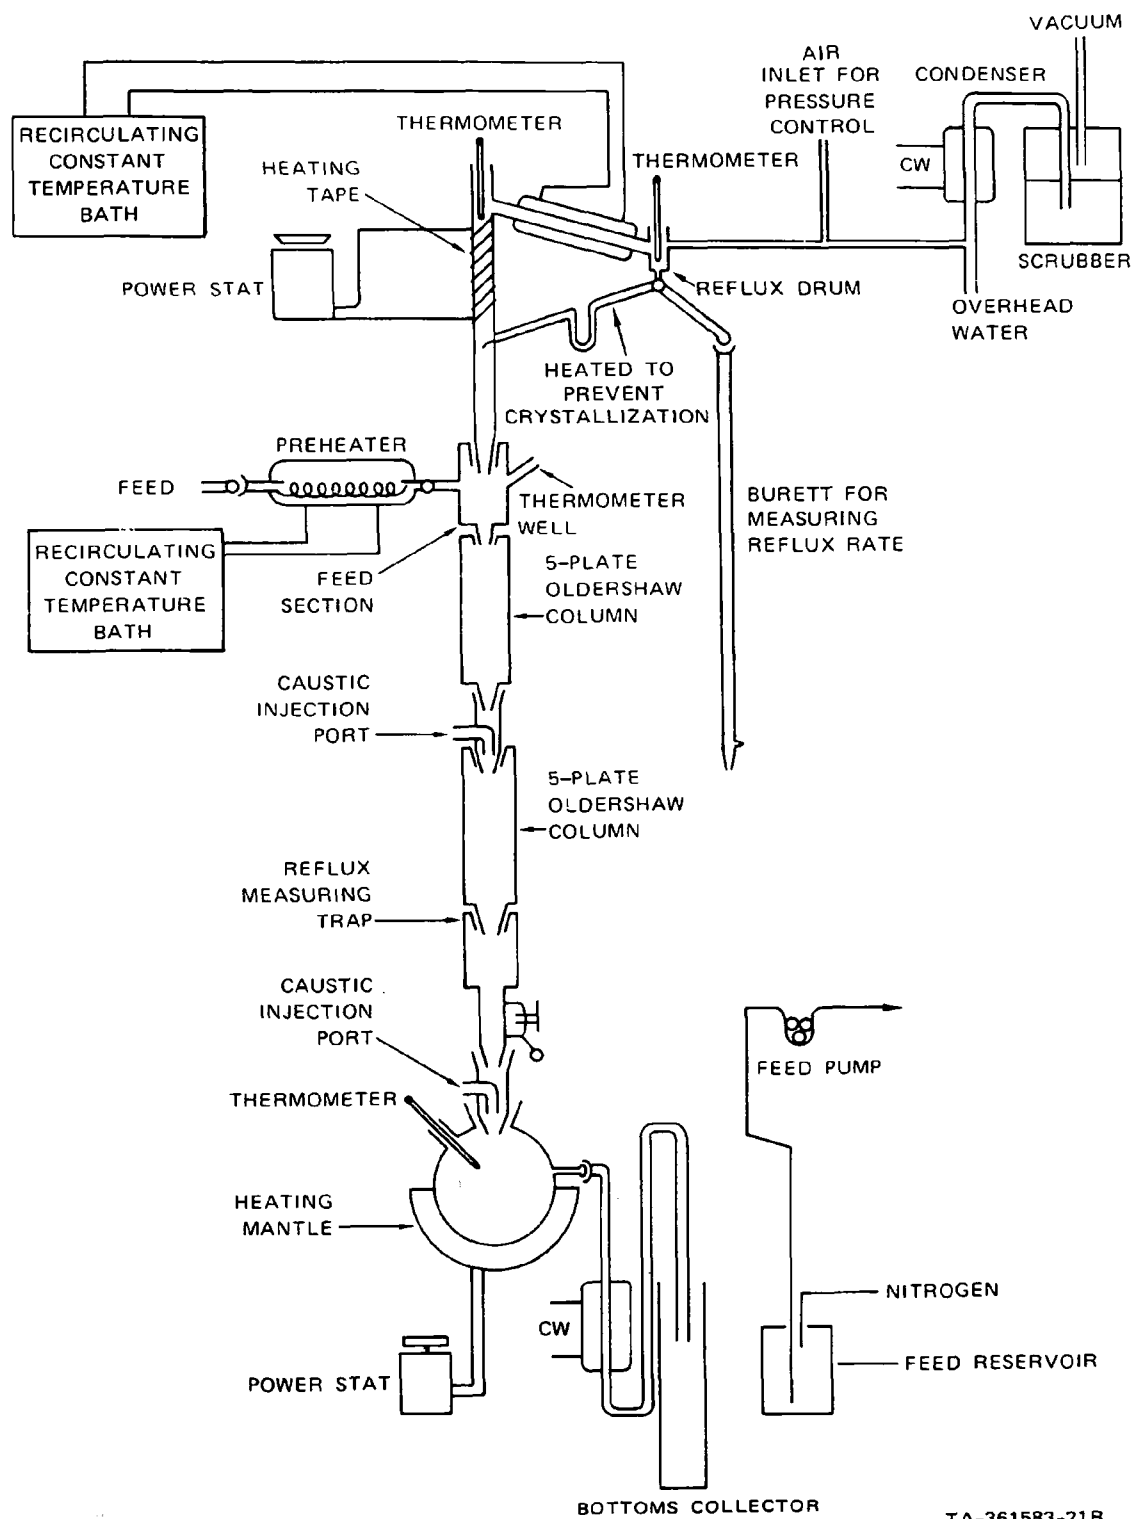 VACUUM
AIR
INLET FOR
PRESSURE
CONTROL
CONDENSER
THERMOMETER
RECIRCULATING
CONSTANT
TEMPERATURE
BATH
HEATING
TAPE
THERMOMETER
CW
SCRUBBER
POWER STAT
REFLUX DRUM
OVERHEAD
WATER
HEATED TO
PREVENT
CRYSTALLIZATION
PREHEATER
FEED
THERMOMETER
WELL
BURETT FOR
MEASURING
REFLUX RATE
RECIRCULATING
CONSTANT
TEMPERATURE
BATH
FEED
SECTION
5-PLATE
OLDERSHAW
COLUMN
CAUSTIC
INJECTION
PORT
5-PLATE
OLDERSHAW
COLUMN
REFLUX
MEASURING
TRAP
CAUSTIC
INJECTION
PORT
FEED PUMP
THERMOMETER
HEATING
MANTLE
NITROGEN
CW
FEED RESERVOIR
POWER STAT
BOTTOMS COLLECTOR
TA-361583-21R